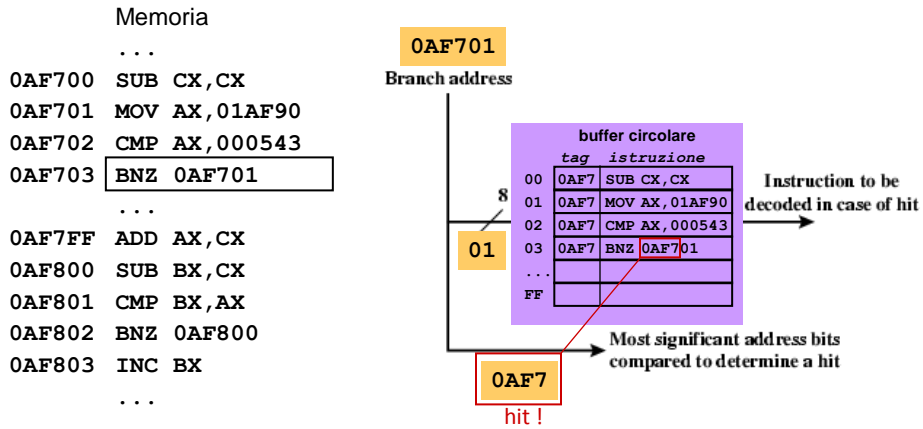 Memoria
...
0AF700 SUB CX,CX
0AF701 MOV AX,01AF90
0AF702 CMP AX,000543
0AF703 BNZ 0AF701
...
0AF7FF ADD AX,CX
0AF800 SUB BX,CX
0AF801 CMP BX,AX
0AF802 BNZ 0AF800
0AF803 INC BX
...
0AF701
Branch address
8
01
buffer circolare
tag istruzione
00 0AF7 SUB CX,CX
01 0AF7 MOV AX,01AF90
02 0AF7 CMP AX,000543
03 0AF7 BNZ 0AF701
...
FF
Instruction to be
decoded in case of hit
Most significant address bits
compared to determine a hit
0AF7
hit !